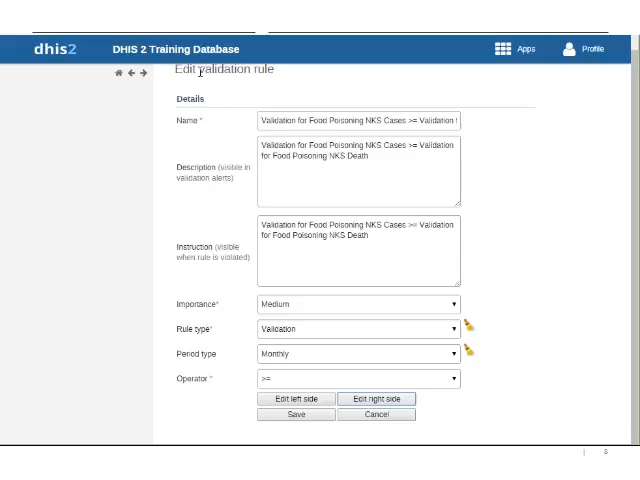 dhis2 DHIS 2 Training Database Apps Profile
Edit validation rule
Details
Name * Validation for Food Poisoning NKS Cases >= Validation
Description (visible in validation alerts)
Validation for Food Poisoning NKS Cases >= Validation
for Food Poisoning NKS Death
Instruction (visible when rule is violated)
Validation for Food Poisoning NKS Cases >= Validation
for Food Poisoning NKS Death
Importance* Medium
Rule type* Validation
Period type Monthly
Operator * >=
Edit left side Edit right side
Save Cancel